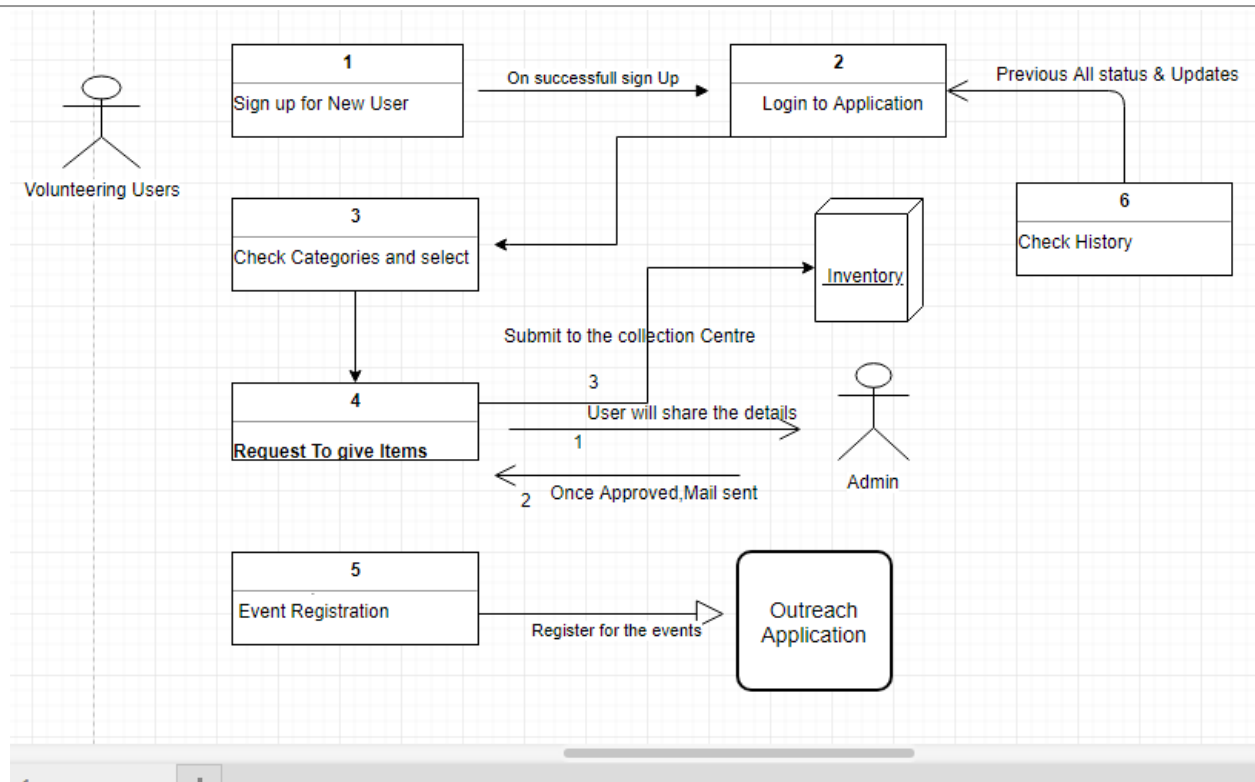 1
Sign up for New User
On successfull sign Up
2
Login to Application
Previous All status & Updates
Volunteering Users
3
Check Categories and select
Inventory
6
Check History
Submit to the collection Centre
3
4
Request To give Items
User will share the details
1
Admin
Once Approved,Mail sent
2
5
Event Registration
Register for the events
Outreach
Application